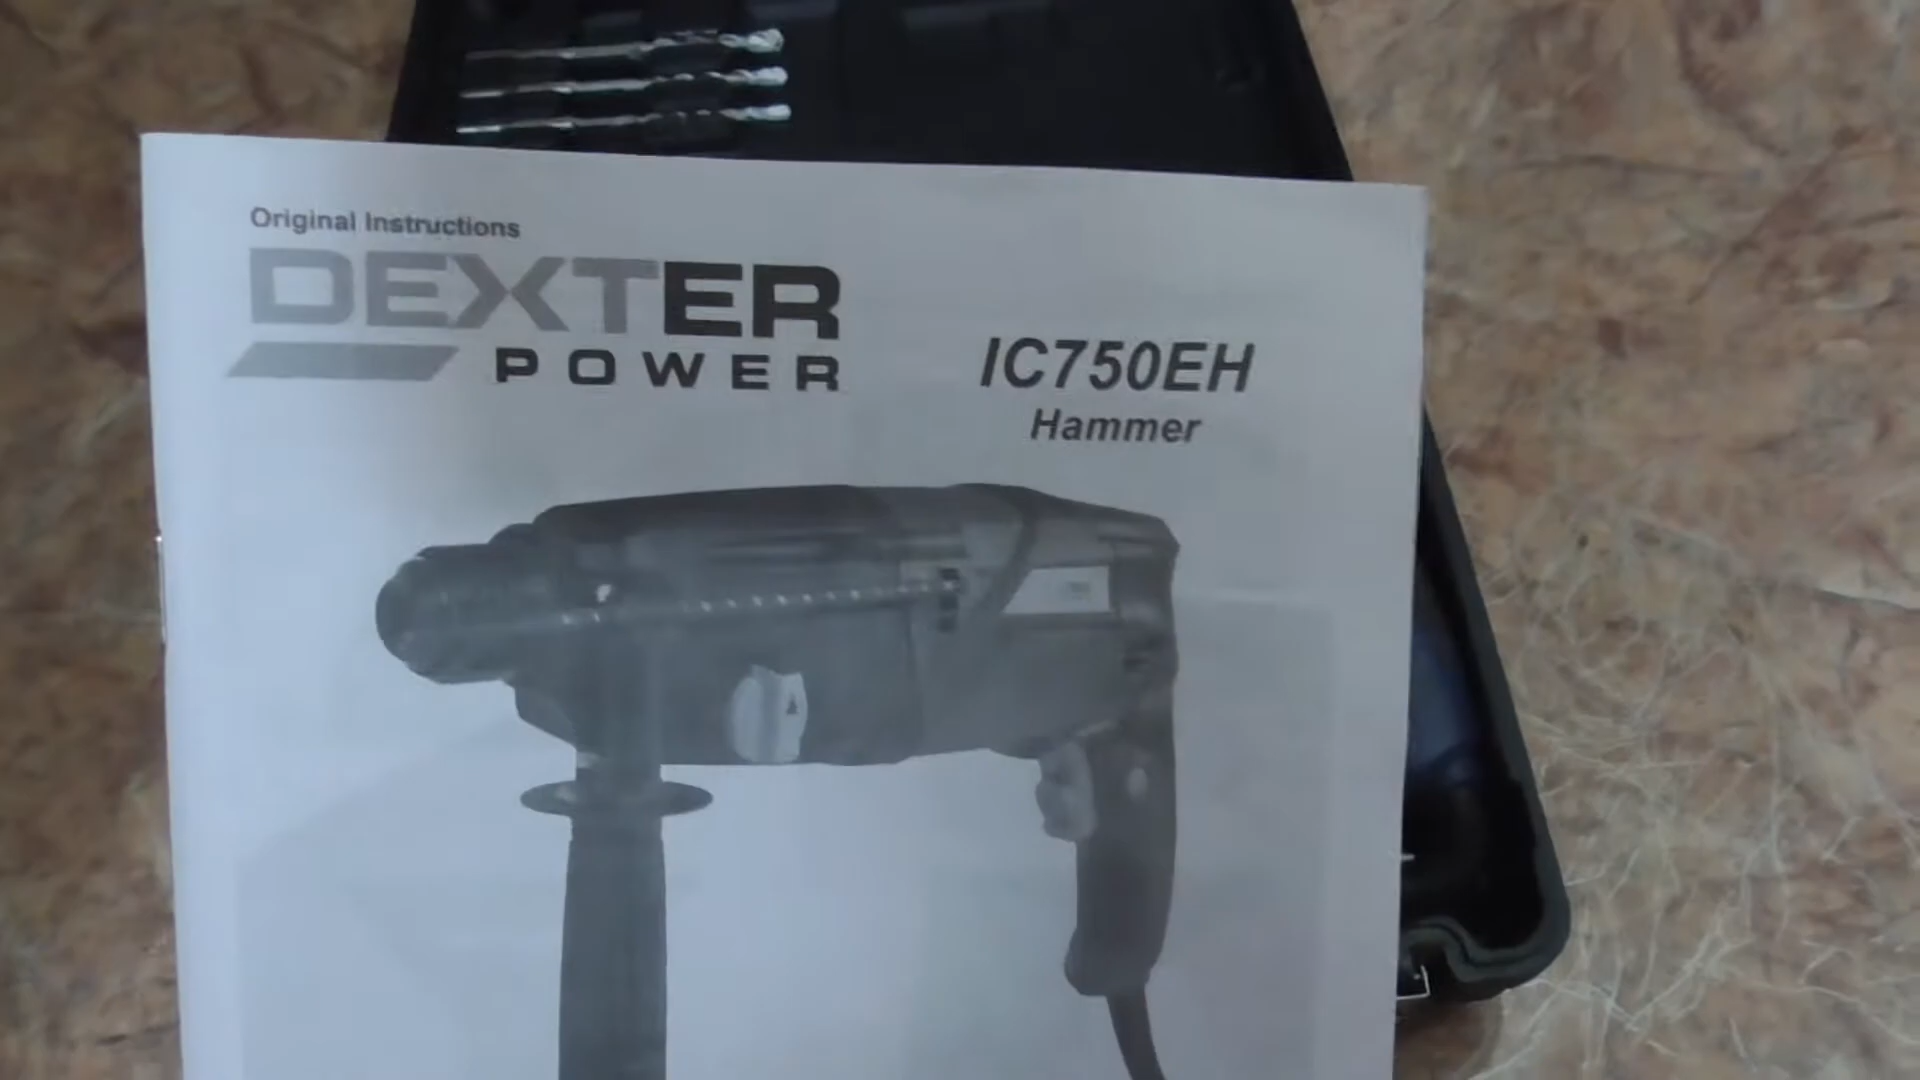 Original Instructions
DEXTER
POWER
IC750EH
Hammer